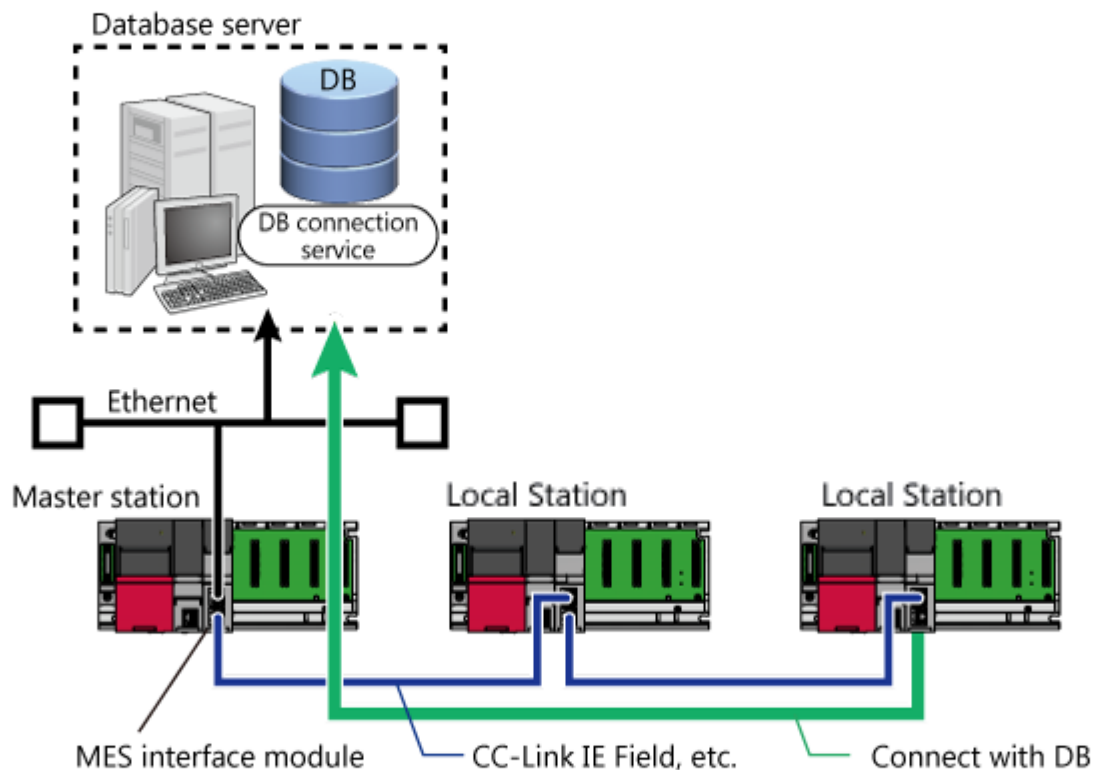 Database server
DB
DB connection
service
Ethernet
Master station
Local Station
Local Station
MES interface module
CC-Link IE Field, etc.
Connect with DB